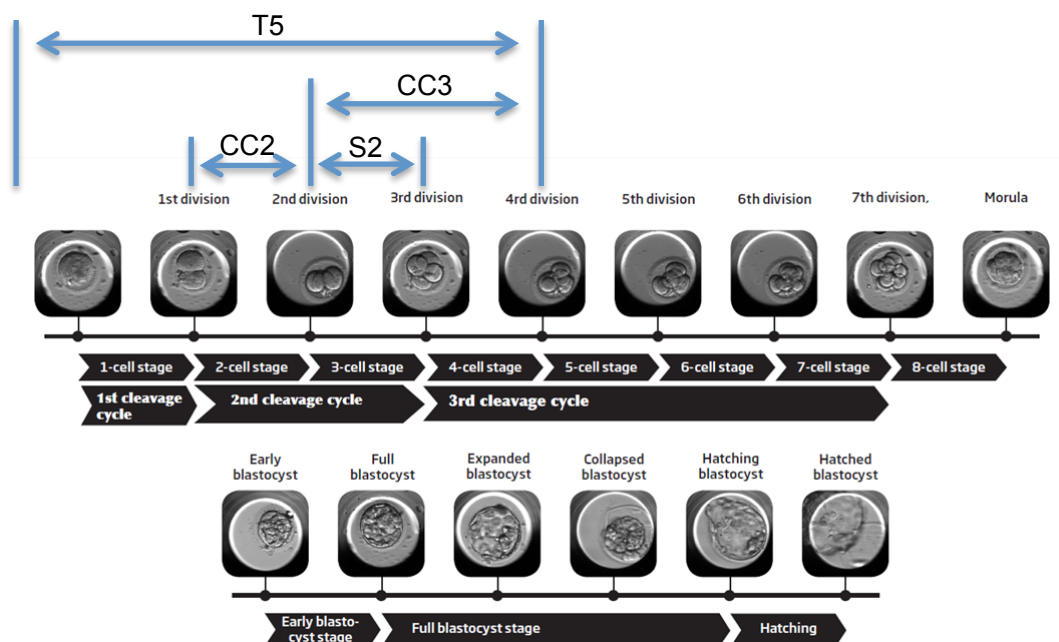 T5
CC3
CC2
S2
1st division
2nd division
3rd division
4rd division
5th division
6th division
7th division,
Morula
1-cell stage
2-cell stage
3-cell stage
4-cell stage
5-cell stage
6-cell stage
7-cell stage
8-cell stage
1st cleavage
cycle
2nd cleavage cycle
3rd cleavage cycle
Early
blastocyst
Full
blastocyst
Expanded
blastocyst
Collapsed
blastocyst
Hatching
blastocyst
Hatched
blastocyst
Early blasto-
cyst stage
Full blastocyst stage
Hatching